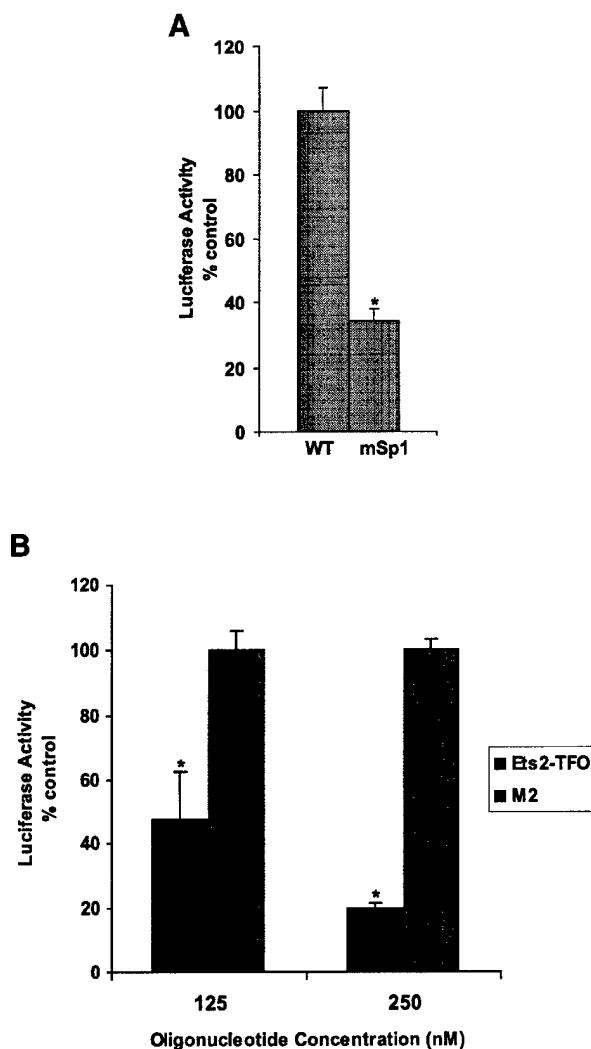 A
120
100
80
60
40
20
0
Luciferase Activity
% control
*
WT mSp1
B
120
100
80
60
40
20
0
Luciferase Activity
% control
*
*
Ets2-TFO
M2
125 250
Oligonucleotide Concentration (nM)